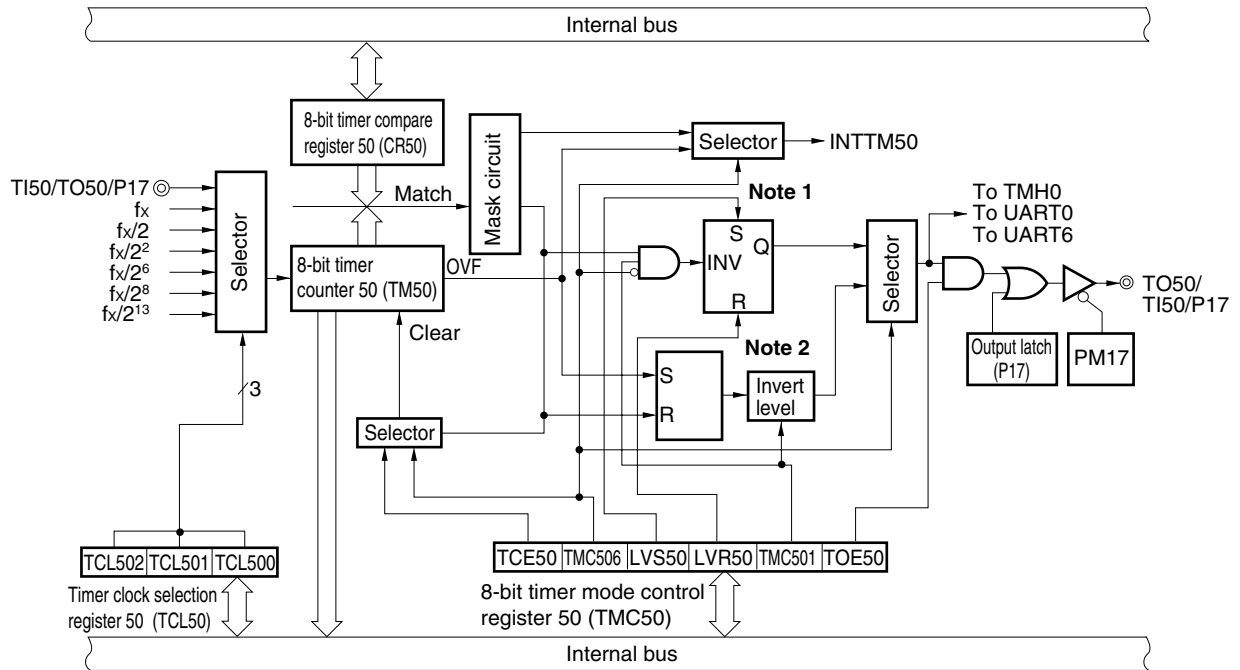 Internal bus
8-bit timer compare
register 50 (CR50)
Mask circuit
Selector
INTTM50
TI50/TO50/P17
fX
fX/2
fX/2²
fX/2⁶
fX/2⁸
fX/2¹³
Selector
Match
Note 1
S
Q
INV
R
To TMH0
To UART0
To UART6
Selector
8-bit timer
counter 50 (TM50)
OVF
Clear
TO50/
TI50/P17
Note 2
Output latch
(P17)
PM17
S
R
Invert
level
3
Selector
TCE50 TMC506 LVS50 LVR50 TMC501 TOE50
TCL502 TCL501 TCL500
Timer clock selection
register 50 (TCL50)
8-bit timer mode control
register 50 (TMC50)
Internal bus